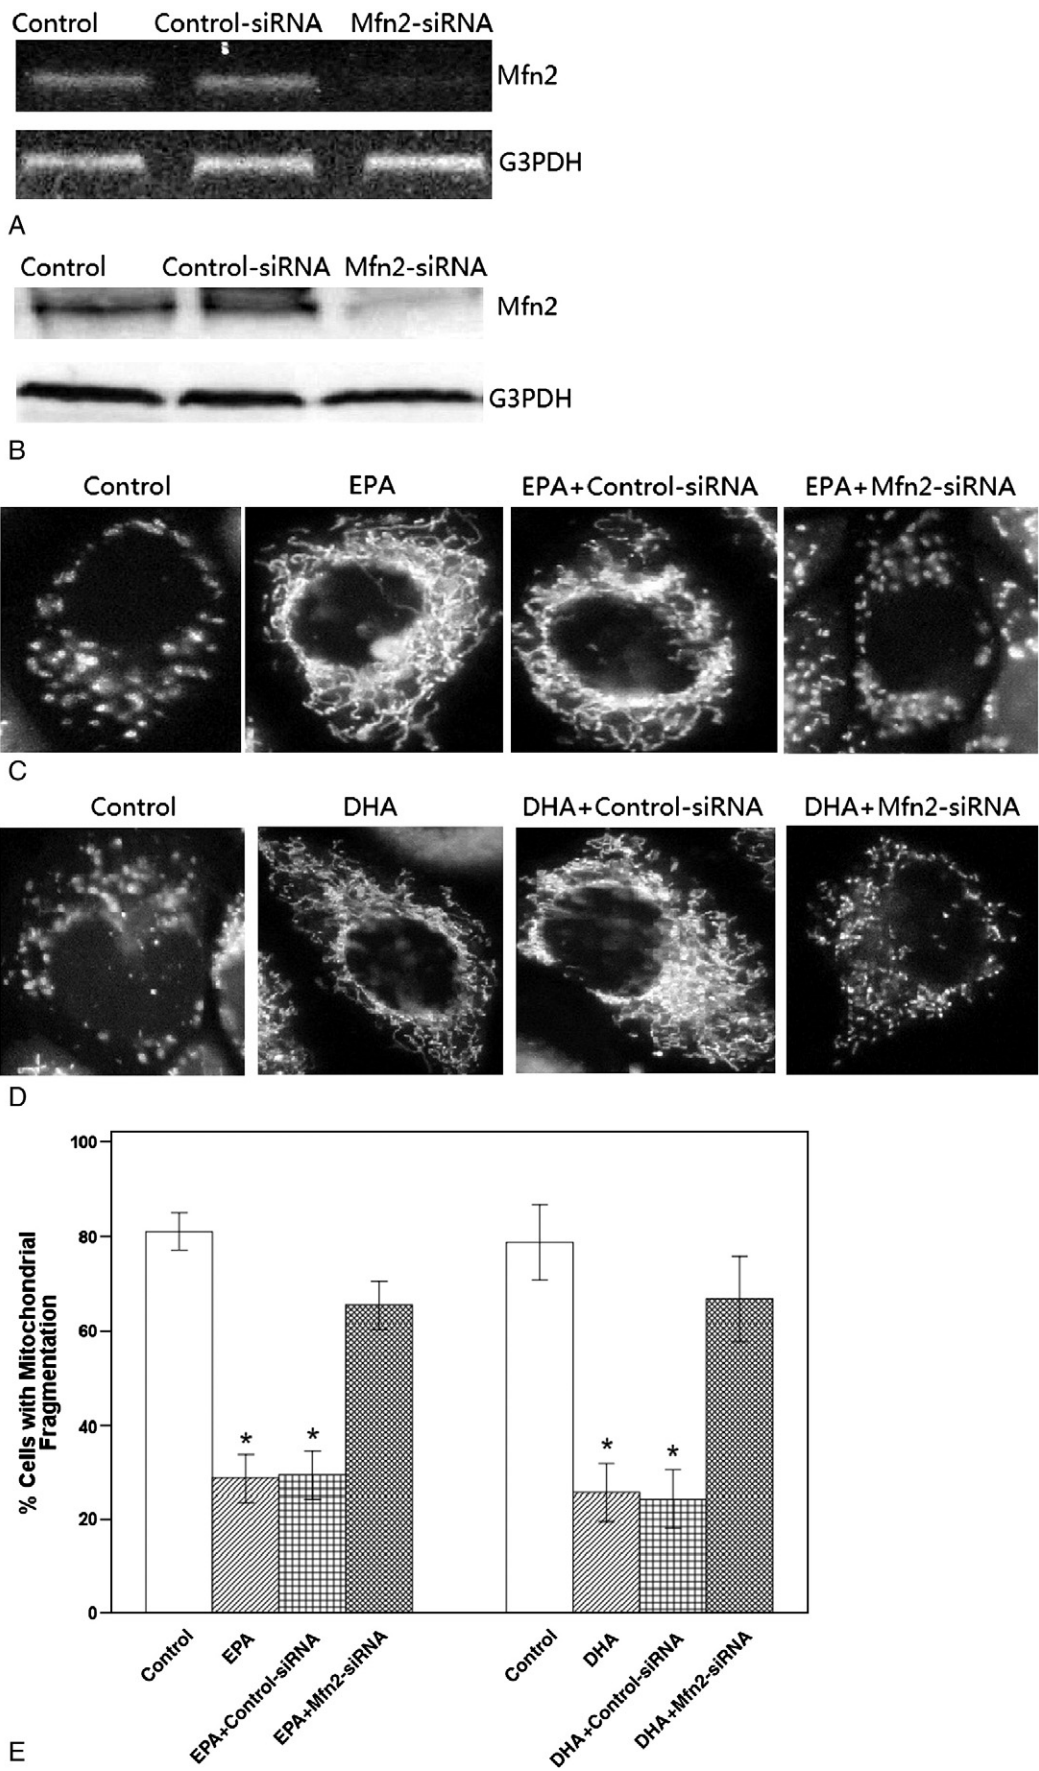 Control Control-siRNA Mfn2-siRNA
Mfn2
G3PDH
A
Control Control-siRNA Mfn2-siRNA
Mfn2
G3PDH
B
Control EPA EPA+Control-siRNA EPA+Mfn2-siRNA
C
Control DHA DHA+Control-siRNA DHA+Mfn2-siRNA
D
100
80
60
40
20
0
% Cells with Mitochondrial
Fragmentation
* *
* *
Control
EPA
EPA+Control-siRNA
EPA+Mfn2-siRNA
Control
DHA
DHA+Control-siRNA
DHA+Mfn2-siRNA
E